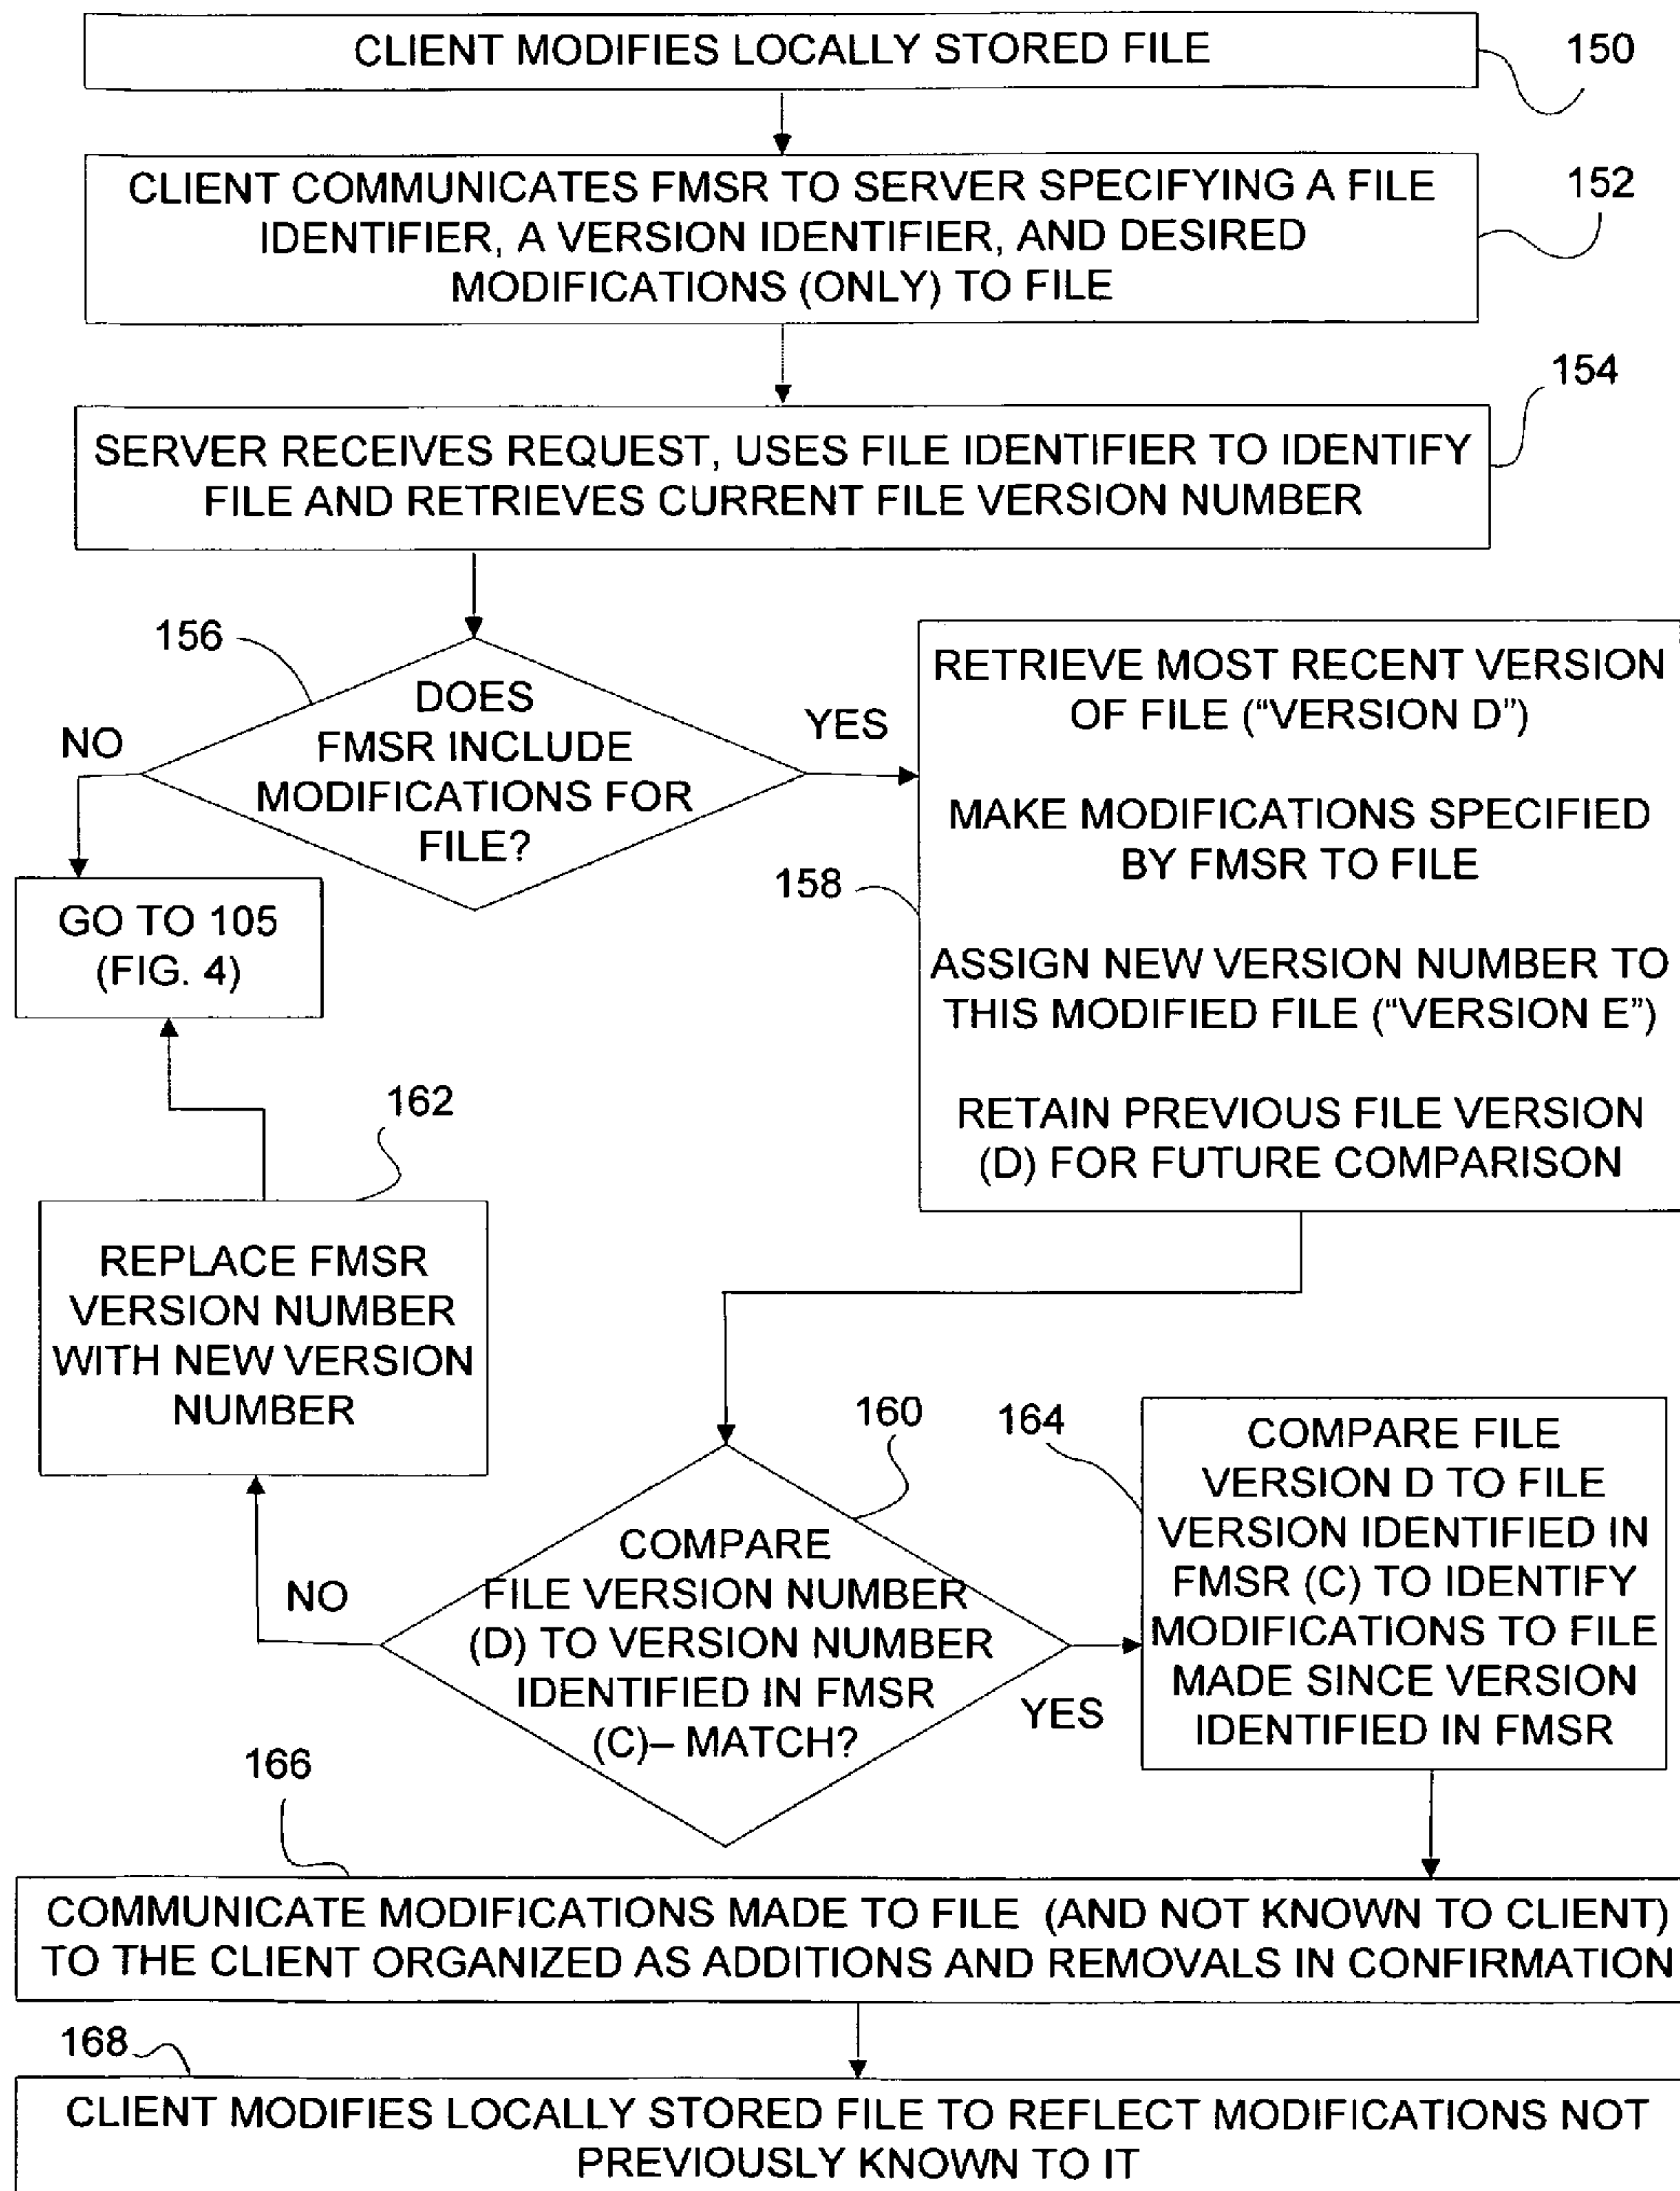 CLIENT MODIFIES LOCALLY STORED FILE
150
CLIENT COMMUNICATES FMSR TO SERVER SPECIFYING A FILE
IDENTIFIER, A VERSION IDENTIFIER, AND DESIRED
MODIFICATIONS (ONLY) TO FILE
152
154
SERVER RECEIVES REQUEST, USES FILE IDENTIFIER TO IDENTIFY
FILE AND RETRIEVES CURRENT FILE VERSION NUMBER
156
DOES
FMSR INCLUDE
MODIFICATIONS FOR
FILE?
NO
YES
GO TO 105
(FIG. 4)
158
RETRIEVE MOST RECENT VERSION
OF FILE (“VERSION D”)
MAKE MODIFICATIONS SPECIFIED
BY FMSR TO FILE
ASSIGN NEW VERSION NUMBER TO
THIS MODIFIED FILE (“VERSION E”)
RETAIN PREVIOUS FILE VERSION
(D) FOR FUTURE COMPARISON
162
REPLACE FMSR
VERSION NUMBER
WITH NEW VERSION
NUMBER
160
COMPARE
FILE VERSION NUMBER
(D) TO VERSION NUMBER
IDENTIFIED IN FMSR
(C)– MATCH?
NO
YES
164
COMPARE FILE
VERSION D TO FILE
VERSION IDENTIFIED IN
FMSR (C) TO IDENTIFY
MODIFICATIONS TO FILE
MADE SINCE VERSION
IDENTIFIED IN FMSR
166
COMMUNICATE MODIFICATIONS MADE TO FILE (AND NOT KNOWN TO CLIENT)
TO THE CLIENT ORGANIZED AS ADDITIONS AND REMOVALS IN CONFIRMATION
168
CLIENT MODIFIES LOCALLY STORED FILE TO REFLECT MODIFICATIONS NOT
PREVIOUSLY KNOWN TO IT